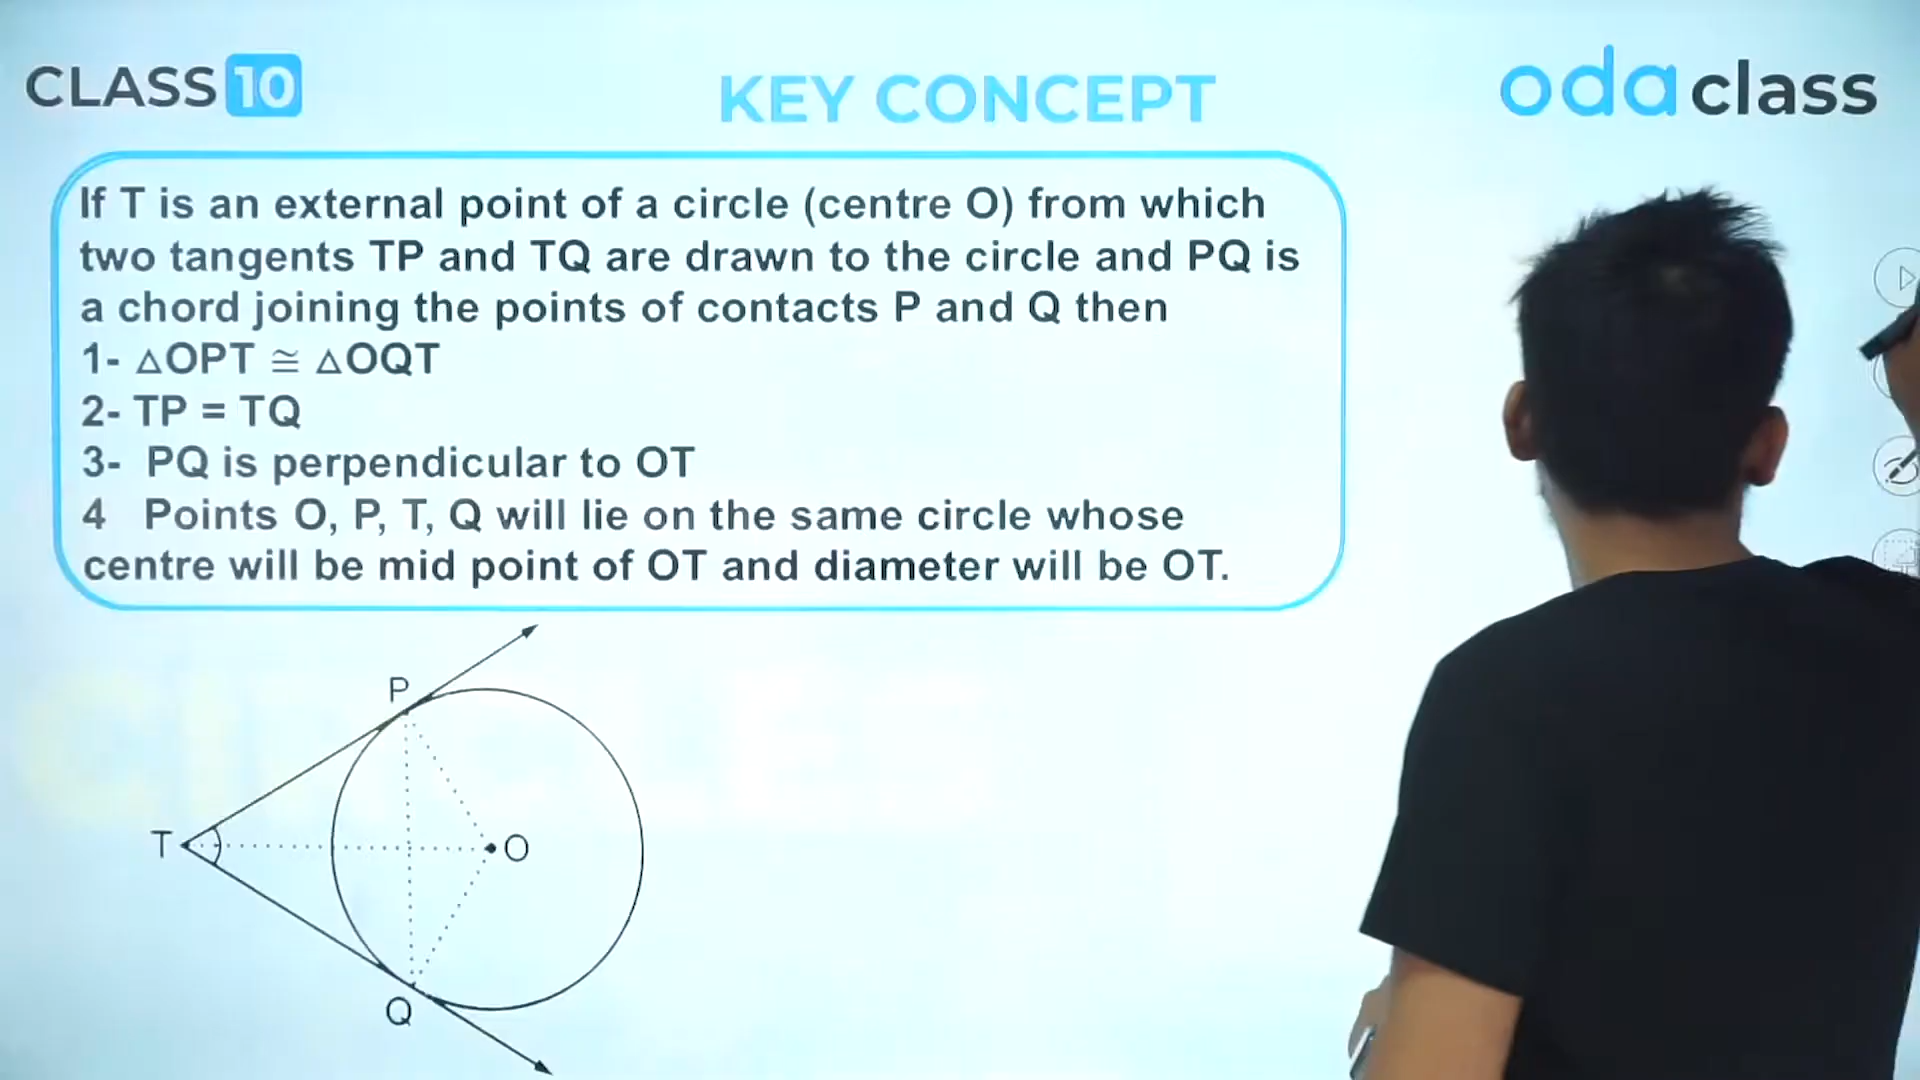 CLASS 10
KEY CONCEPT
oda class
If T is an external point of a circle (centre O) from which
two tangents TP and TQ are drawn to the circle and PQ is
a chord joining the points of contacts P and Q then
1- △OPT ≅ △OQT
2- TP = TQ
3- PQ is perpendicular to OT
4 Points O, P, T, Q will lie on the same circle whose
centre will be mid point of OT and diameter will be OT.
P
T
O
Q